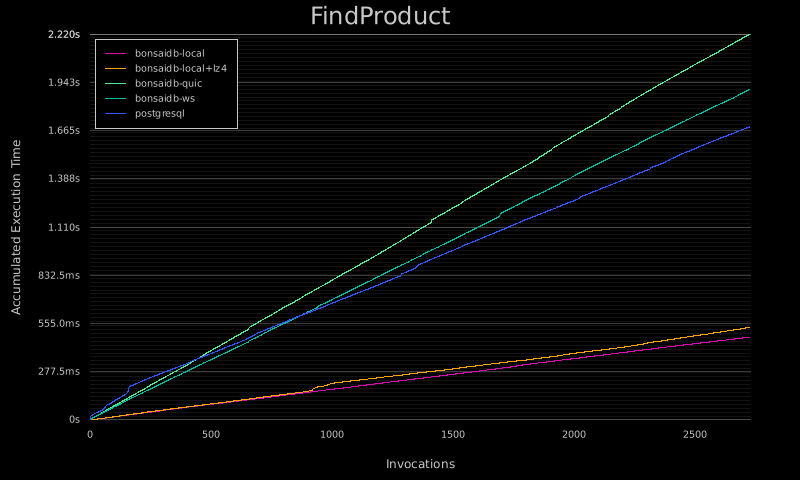 FindProduct
2.220s
1.943s
1.665s
1.388s
1.110s
832.5ms
555.0ms
277.5ms
0s
bonsaidb-local
bonsaidb-local+lz4
bonsaidb-quic
bonsaidb-ws
postgresql
Accumulated Execution Time
0
500
1000
1500
2000
2500
Invocations